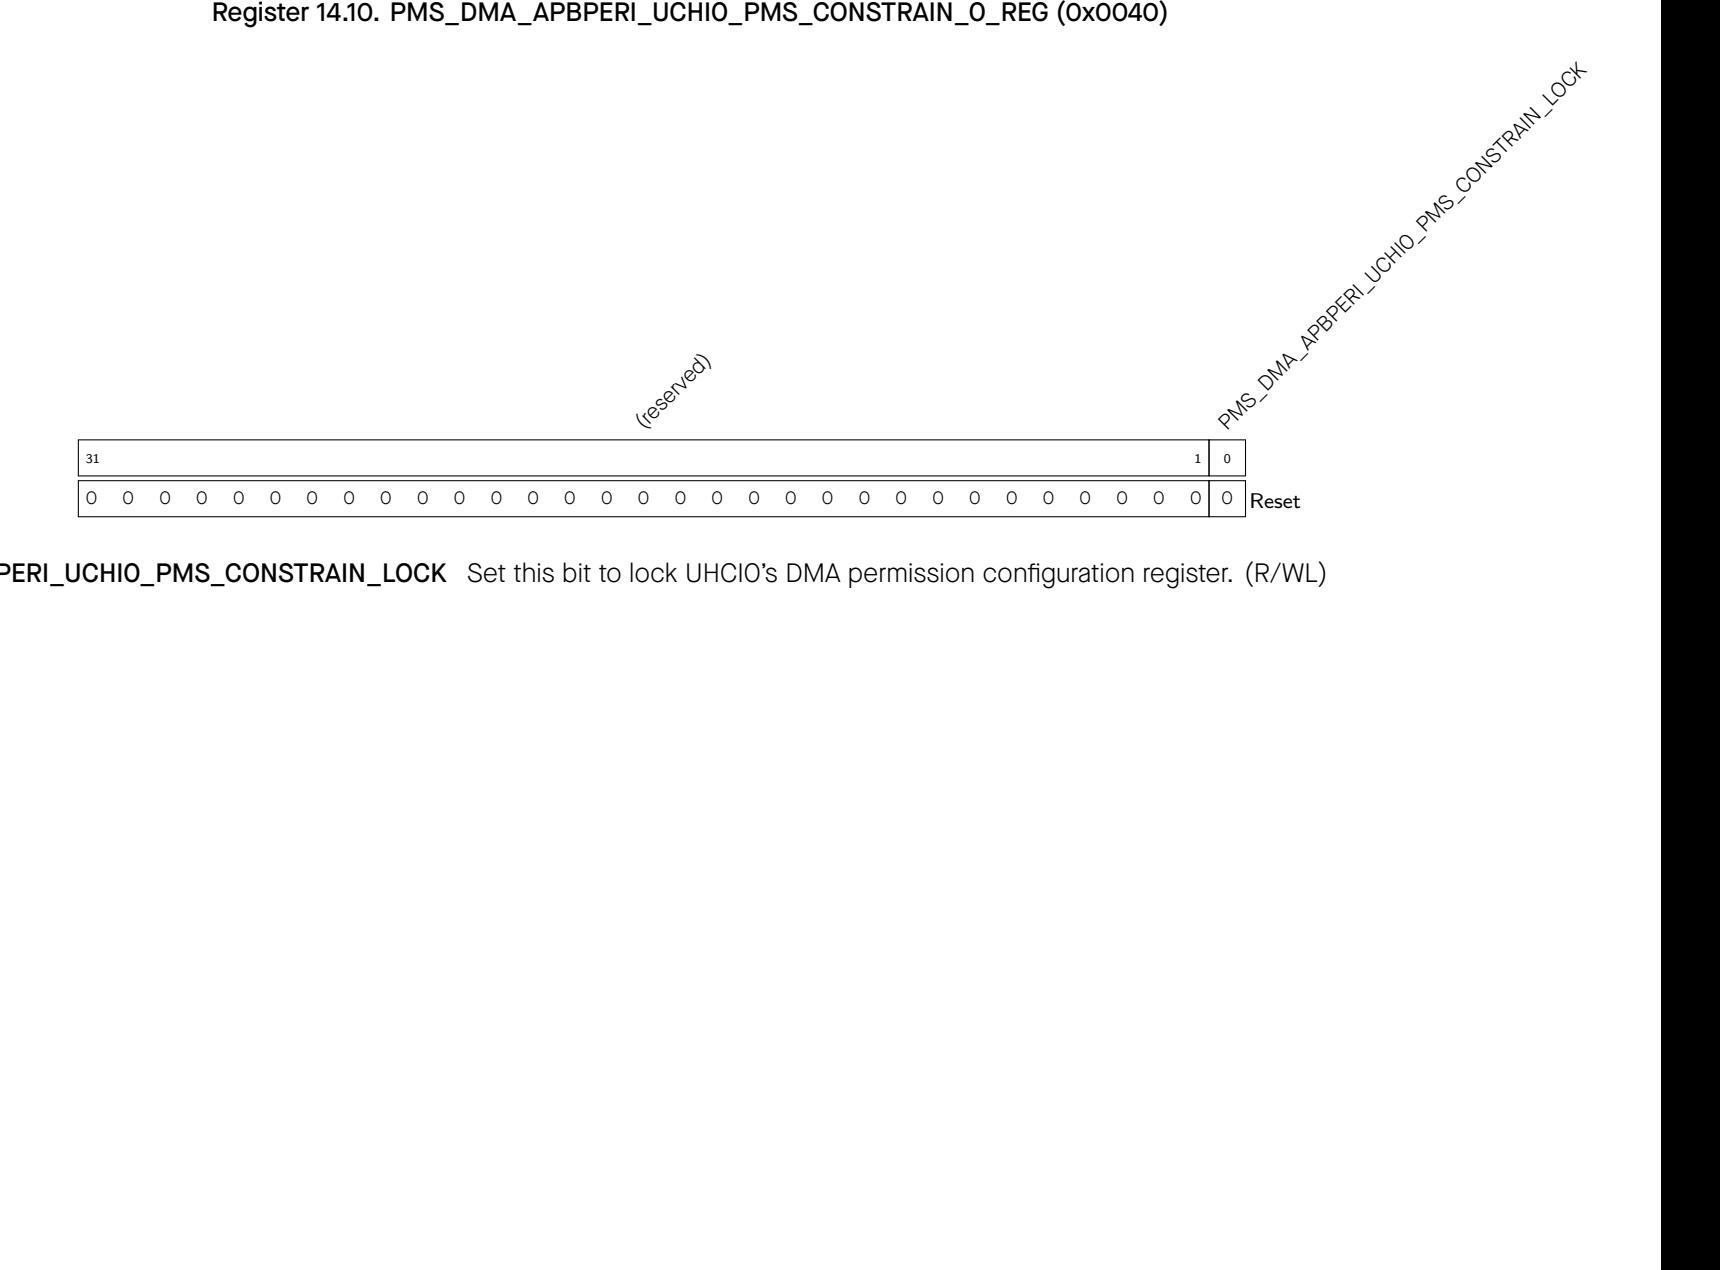 Register 14.10. PMS_DMA_APBPERI_UCHI0_PMS_CONSTRAIN_0_REG (0x0040)
PMS_DMA_APBPERI_UCHI0_PMS_CONSTRAIN_LOCK
(reserved)
31 1 0
0 0 0 0 0 0 0 0 0 0 0 0 0 0 0 0 0 0 0 0 0 0 0 0 0 0 0 0 0 0 0 0 Reset
PERI_UCHI0_PMS_CONSTRAIN_LOCK Set this bit to lock UHCI0's DMA permission configuration register. (R/WL)